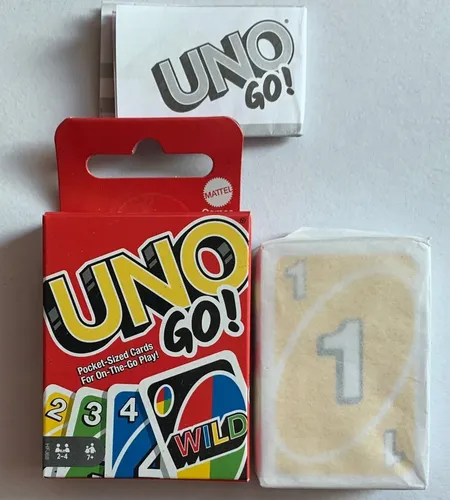 UNO
GO!
MATTEL
Games
UNO
GO!
Pocket-Sized Cards
For On-The-Go Play!
2 3 4
WILD
2-4 7+
1
1
1